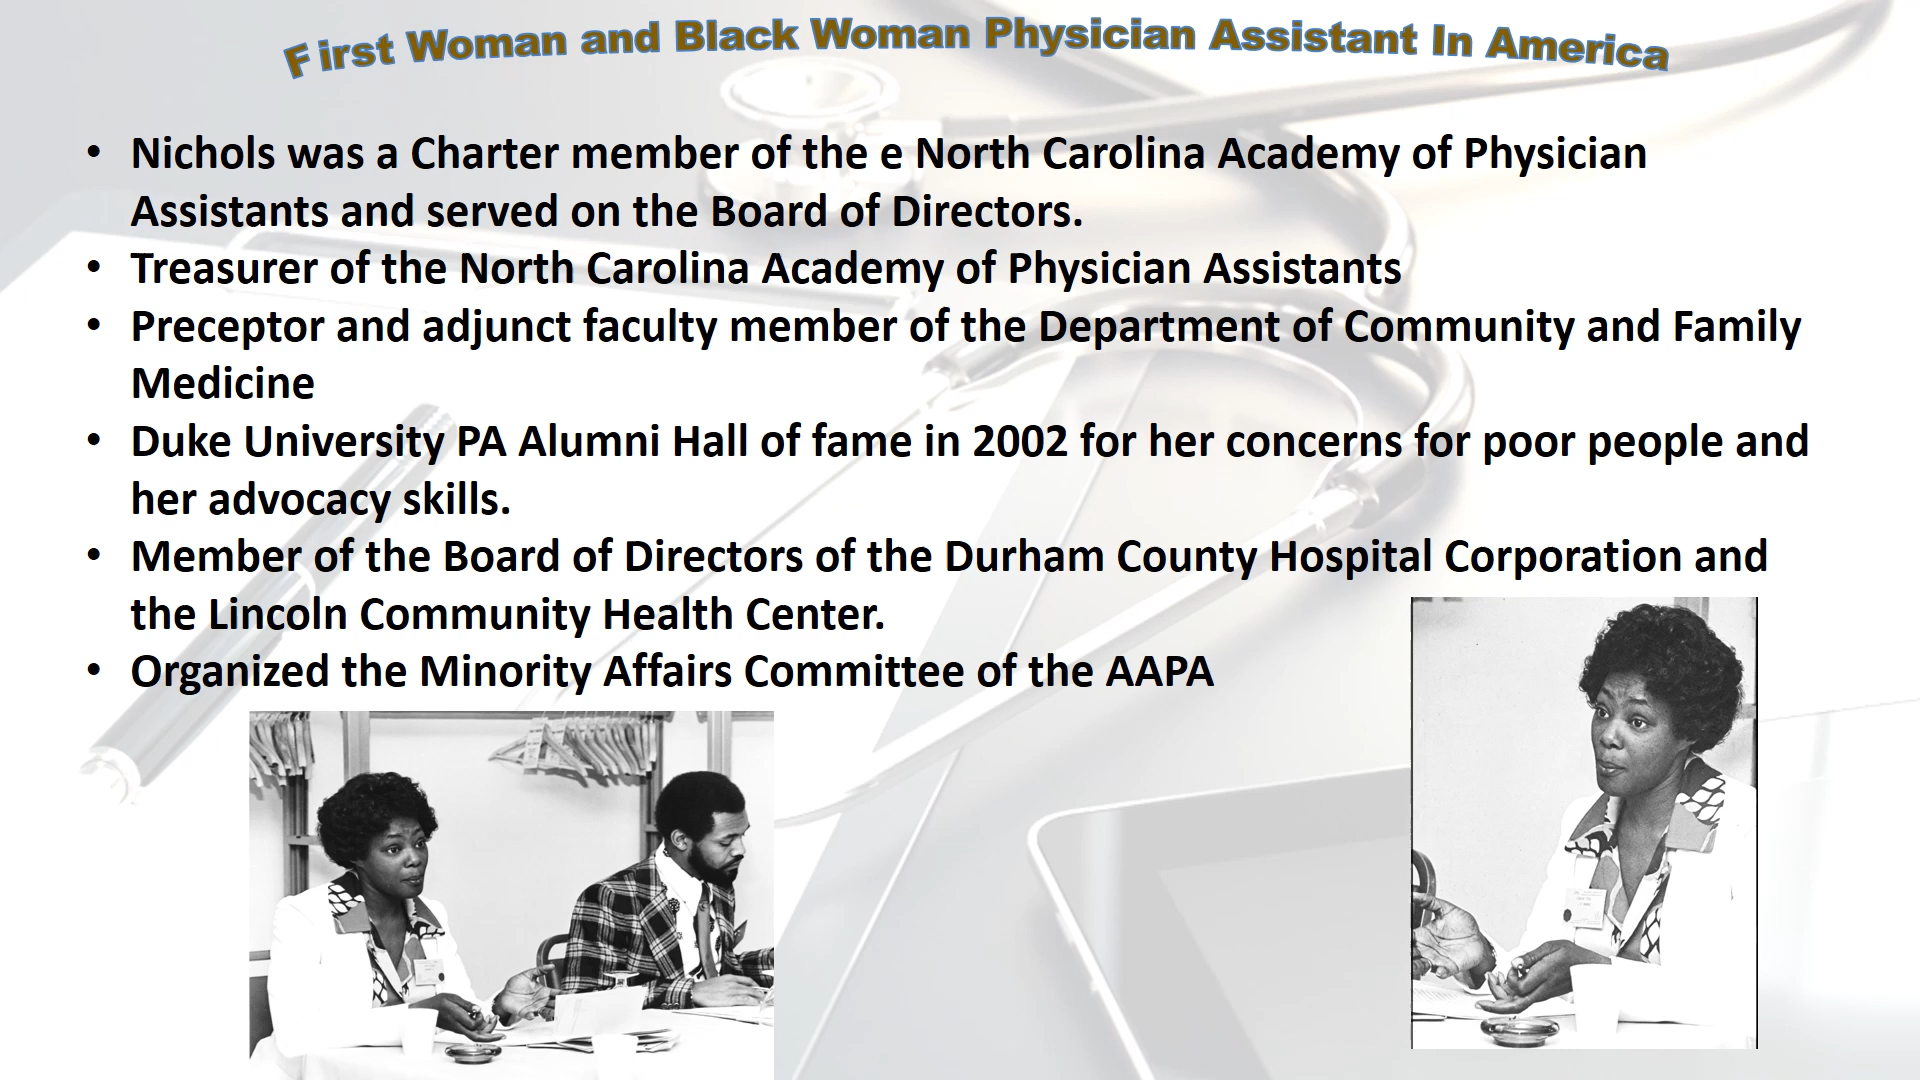 First Woman and Black Woman Physician Assistant In America
• Nichols was a Charter member of the e North Carolina Academy of Physician
Assistants and served on the Board of Directors.
• Treasurer of the North Carolina Academy of Physician Assistants
• Preceptor and adjunct faculty member of the Department of Community and Family
Medicine
• Duke University PA Alumni Hall of fame in 2002 for her concerns for poor people and
her advocacy skills.
• Member of the Board of Directors of the Durham County Hospital Corporation and
the Lincoln Community Health Center.
• Organized the Minority Affairs Committee of the AAPA